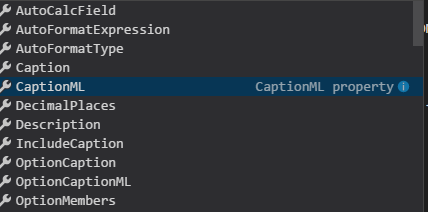 AutoCalcField
AutoFormatExpression
AutoFormatType
Caption
CaptionML CaptionML property
DecimalPlaces
Description
IncludeCaption
OptionCaption
OptionCaptionML
OptionMembers